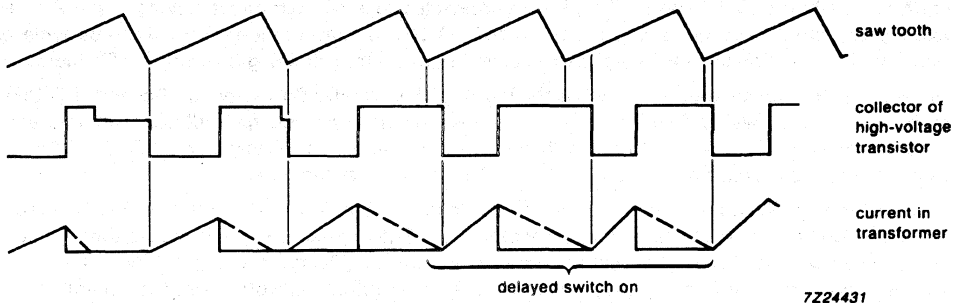 saw tooth
collector of
high-voltage
transistor
current in
transformer
delayed switch on
7Z24431